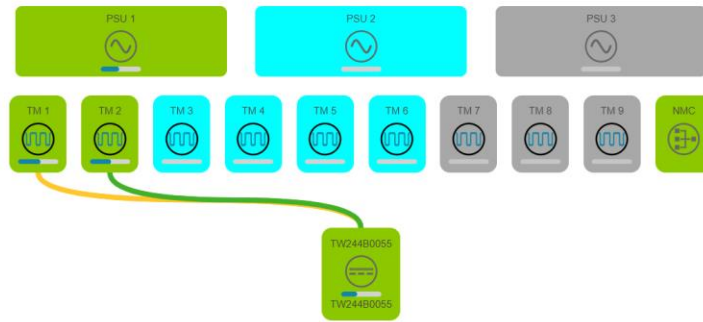 PSU 1
PSU 2
PSU 3
TM 1
TM 2
TM 3
TM 4
TM 5
TM 6
TM 7
TM 8
TM 9
NMC
TW244B0055
TW244B0055